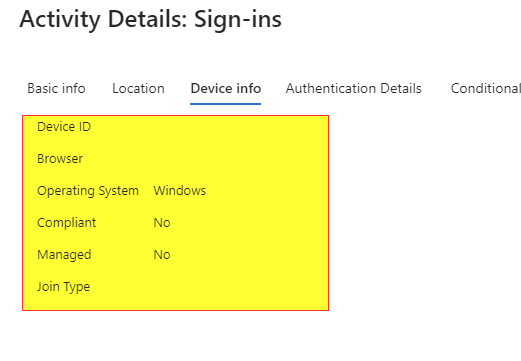 Activity Details: Sign-ins
Basic info Location Device info Authentication Details Conditional
Device ID
Browser
Operating System Windows
Compliant No
Managed No
Join Type